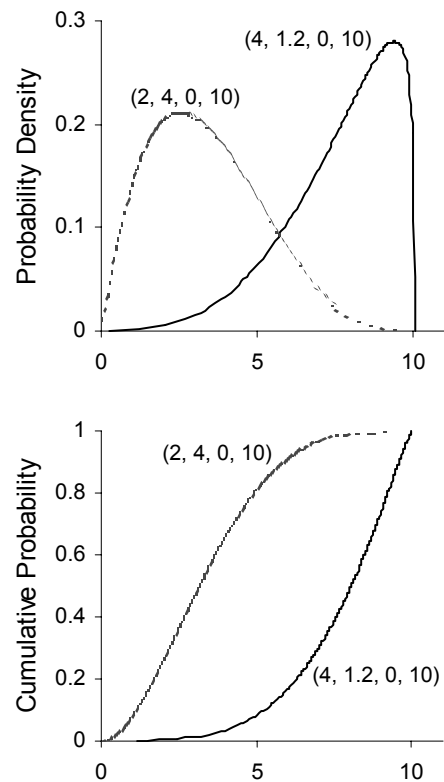 0.3
(4, 1.2, 0, 10)
(2, 4, 0, 10)
0.2
Probability Density
0.1
0
0 5 10
1
(2, 4, 0, 10)
0.8
0.6
Cumulative Probability
0.4
0.2
(4, 1.2, 0, 10)
0
0 5 10